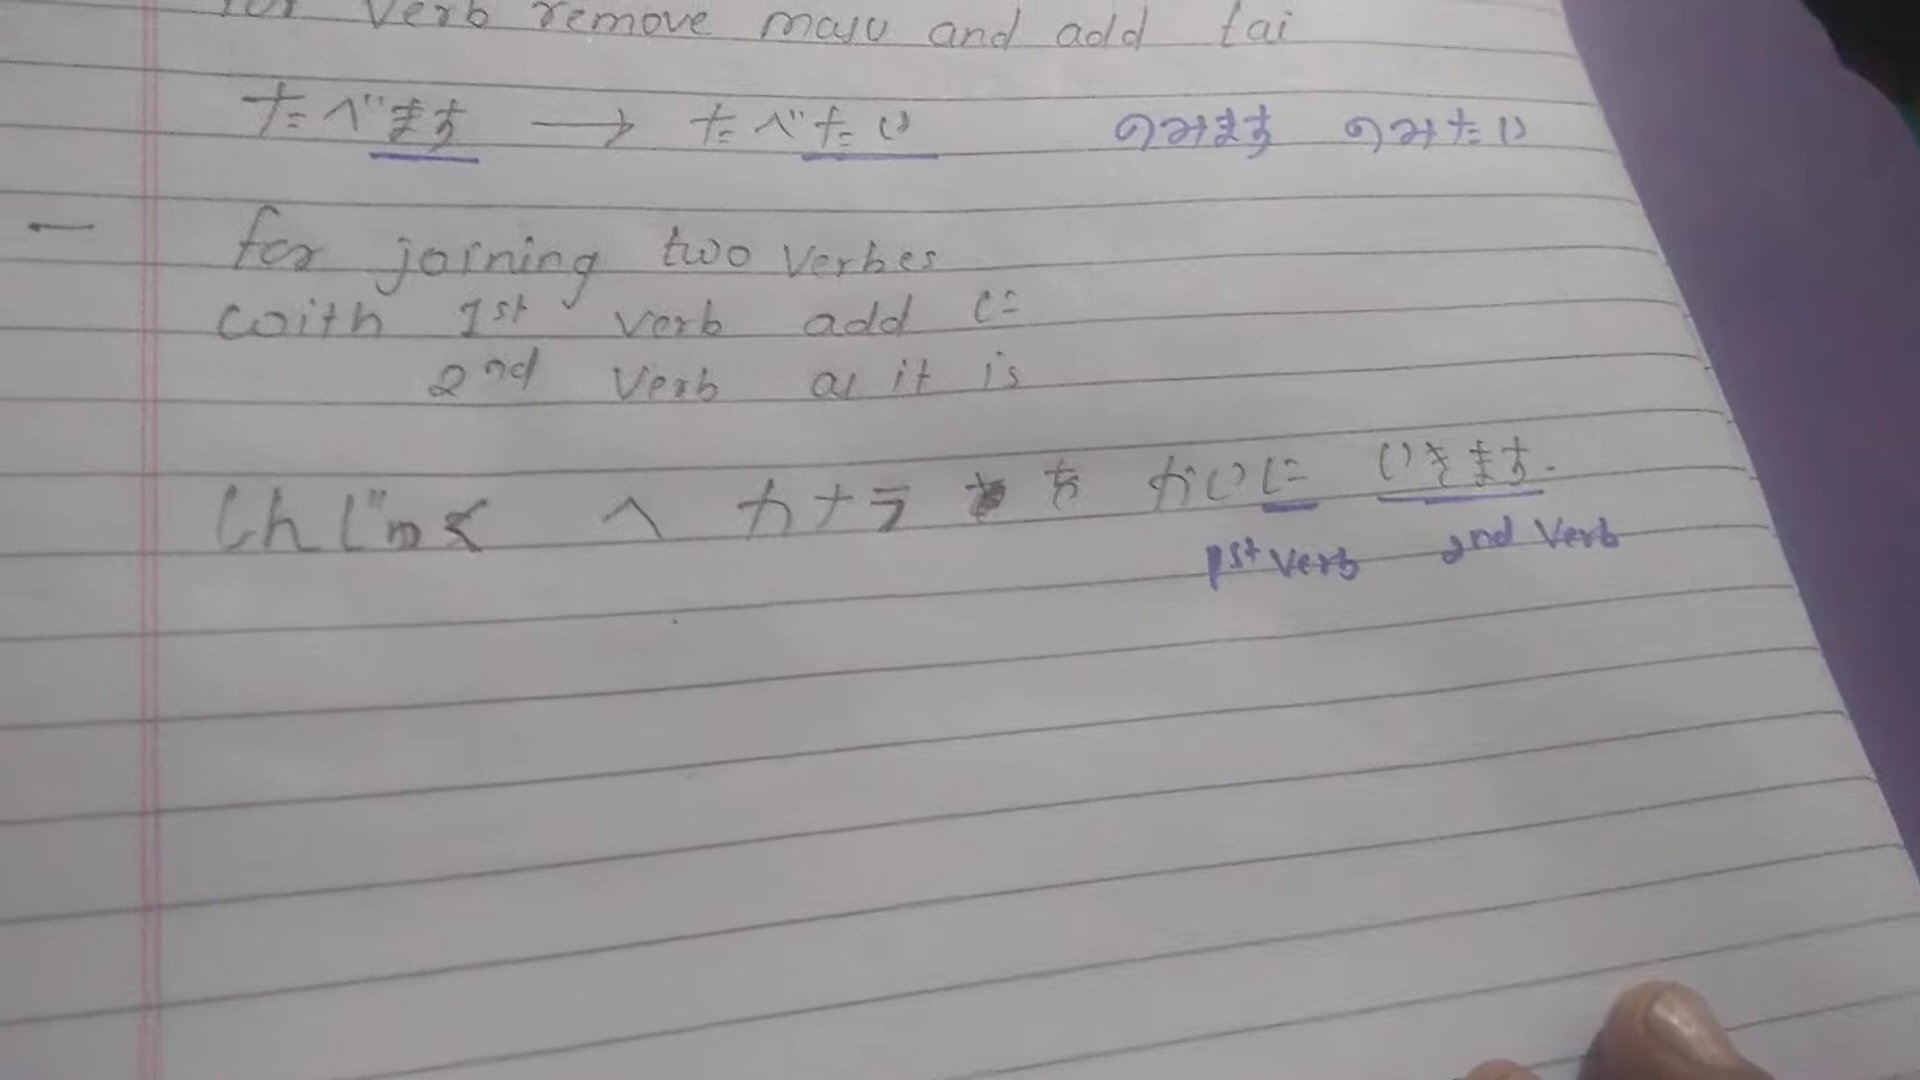 for verb remove masu and add tai
たべます → たべたい のみます のみたい
— for joining two verbes
with 1st verb add に
2nd verb as it is
しんじゅく へ カナラ を かいに いきます.
1st verb 2nd verb